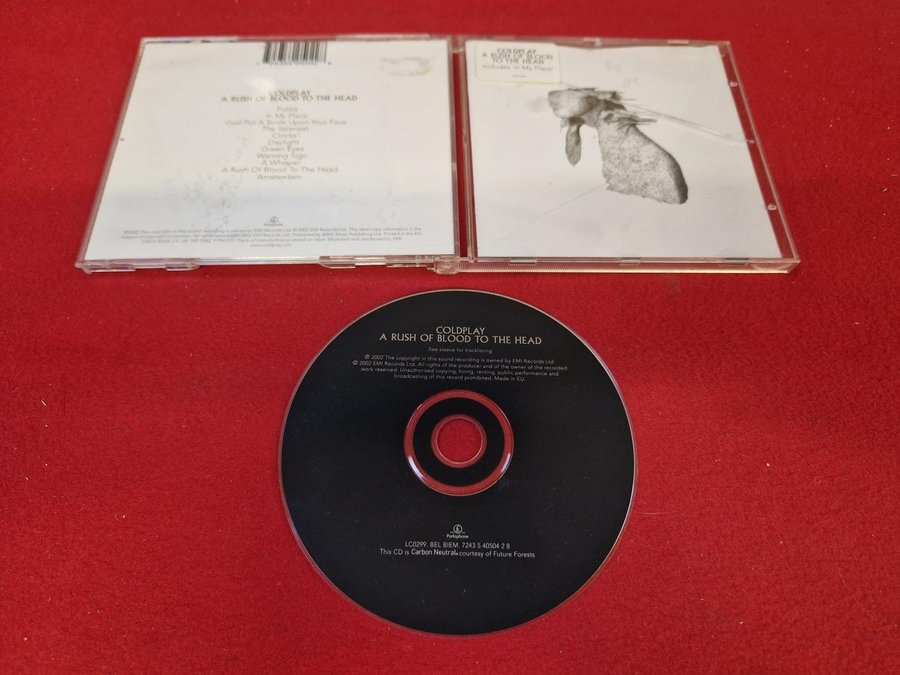 COLDPLAY
A RUSH OF BLOOD TO THE HEAD
Politik
In My Place
God Put A Smile Upon Your Face
The Scientist
Clocks
Daylight
Green Eyes
Warning Sign
A Whisper
A Rush Of Blood To The Head
Amsterdam
Parlophone
www.coldplay.com
COLDPLAY
A RUSH OF BLOOD
TO THE HEAD
Includes 'In My Place'
COLDPLAY
A RUSH OF BLOOD TO THE HEAD
See sleeve for tracklisting
℗ 2002 The copyright in this sound recording is owned by EMI Records Ltd.
© 2002 EMI Records Ltd. All rights of the producer and of the owner of the recorded
work reserved. Unauthorised copying, hiring, renting, public performance and
broadcasting of this record prohibited. Made in EU.
Parlophone
LC0299. BEL BIEM. 7243 5 40504 2 8
This CD is Carbon Neutral. courtesy of Future Forests